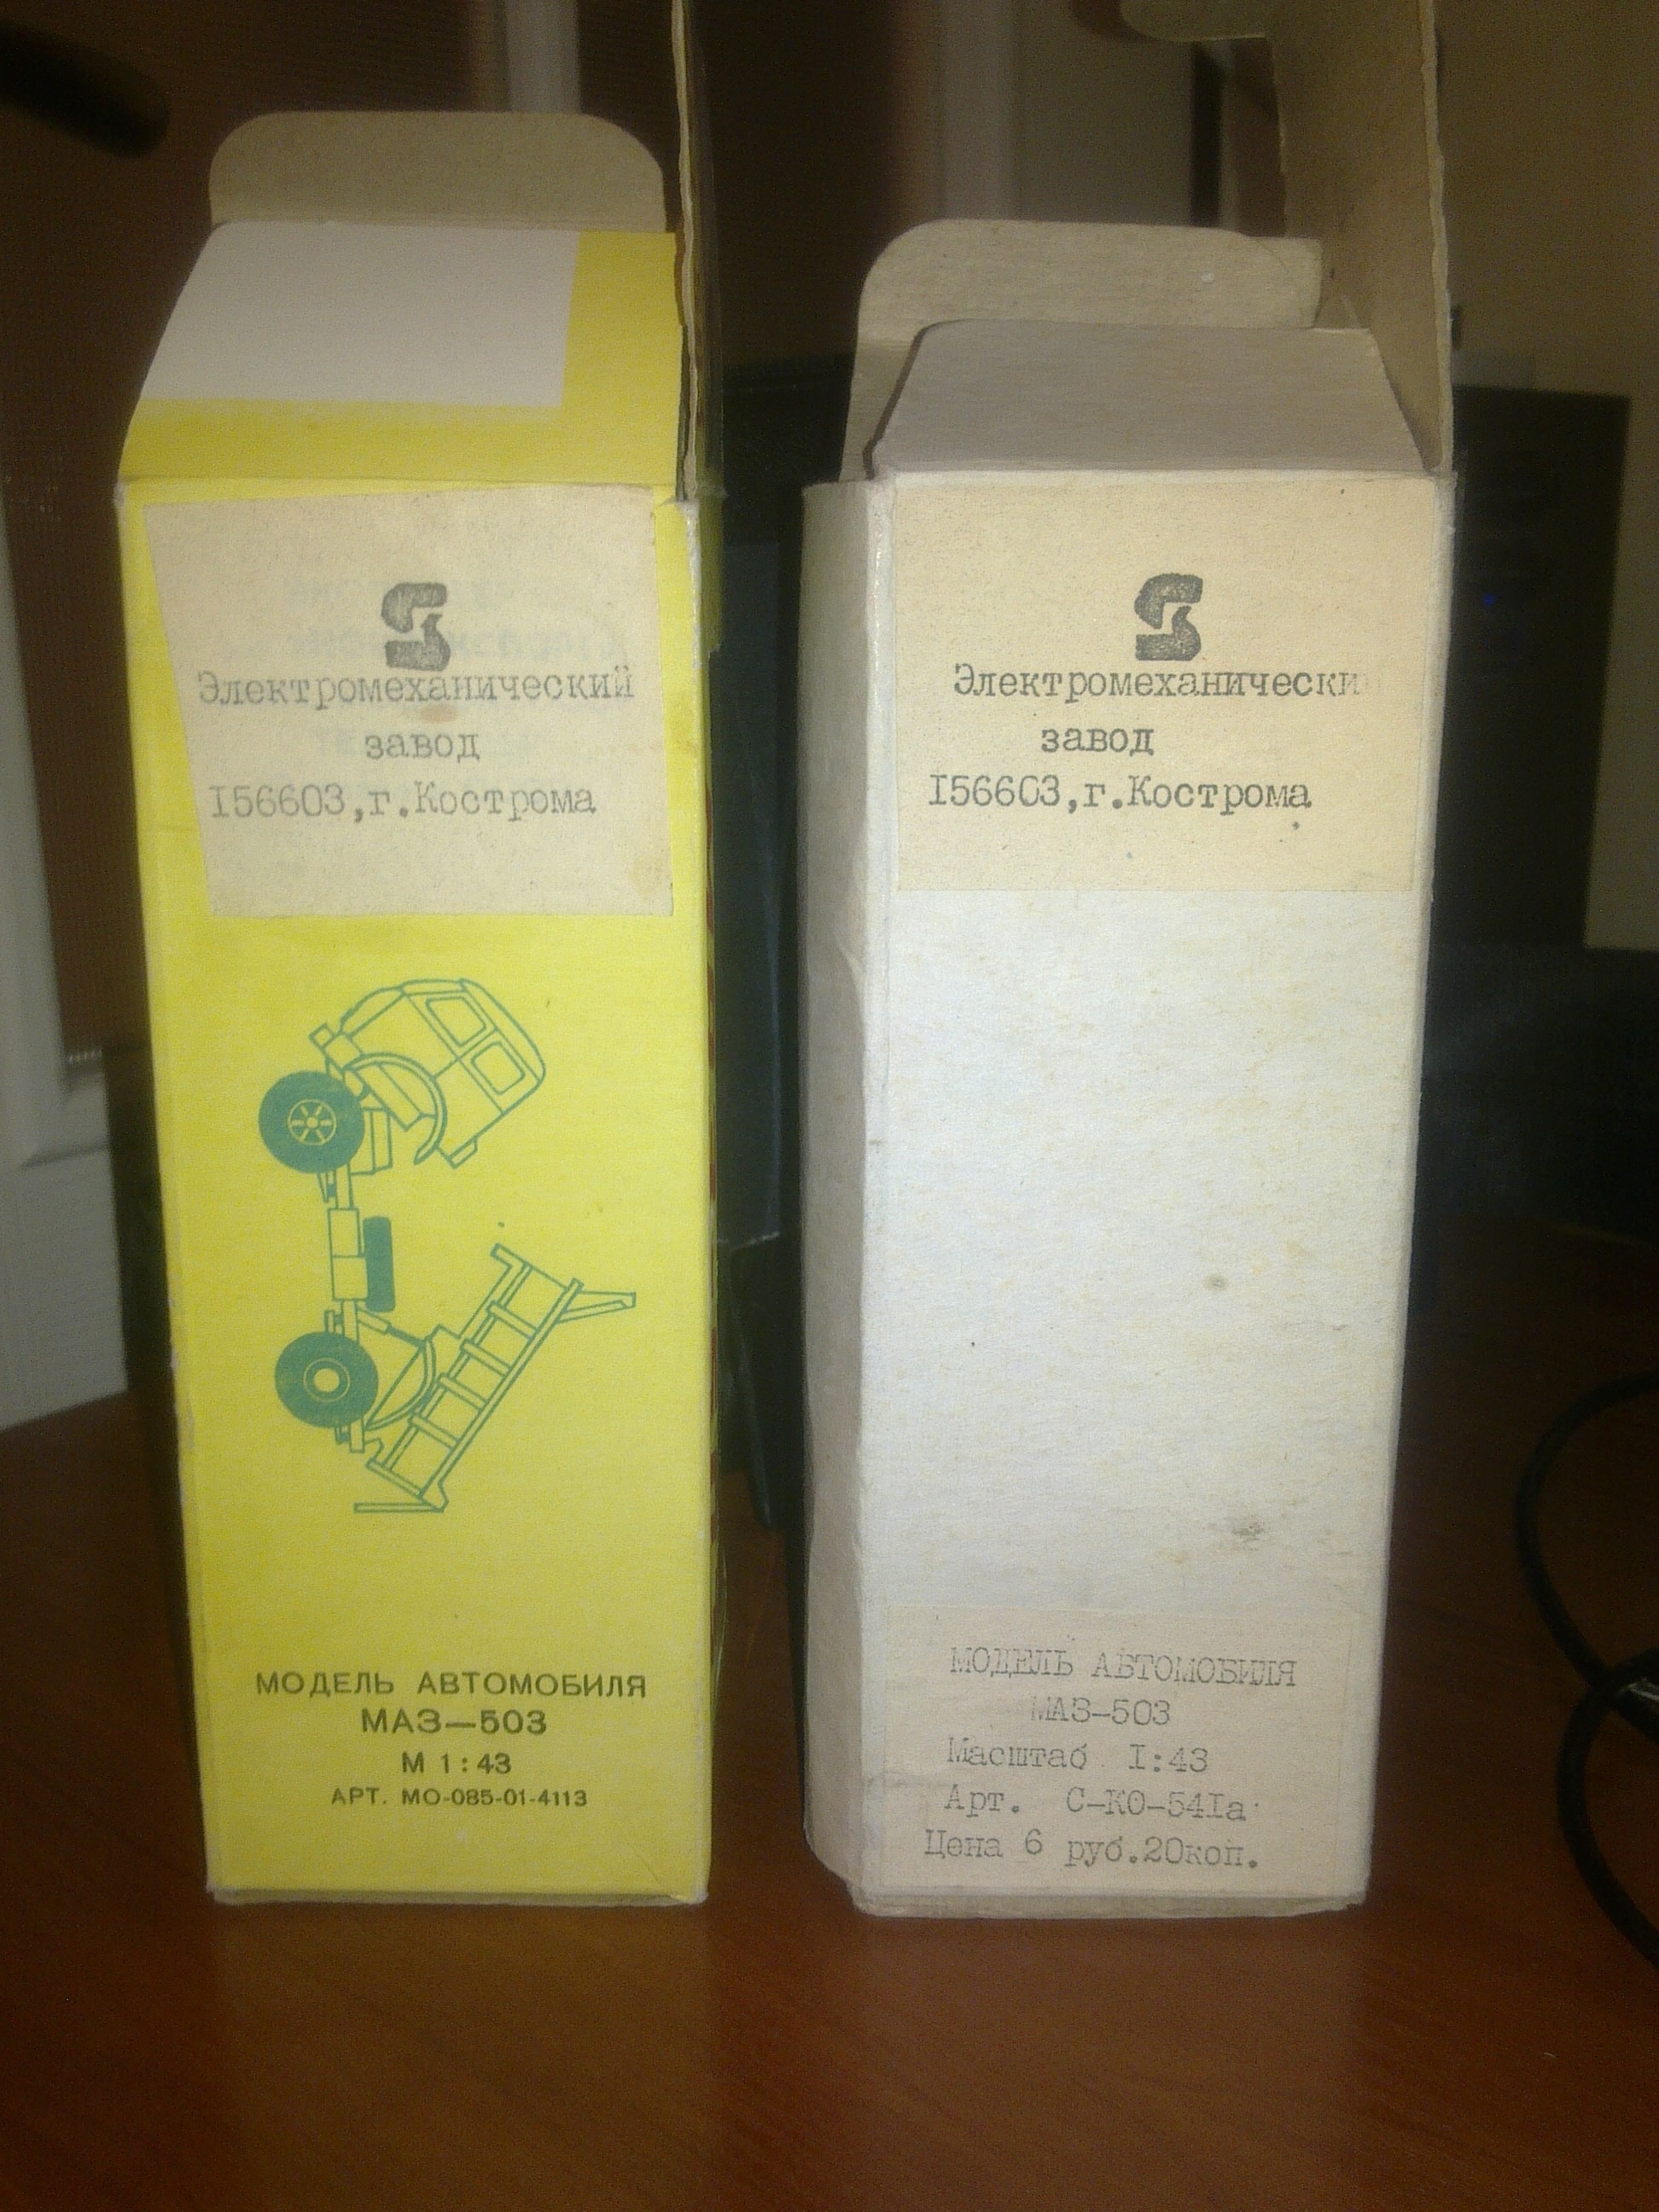 Электромеханический
завод
I56603,г.Кострома
МОДЕЛЬ АВТОМОБИЛЯ
МАЗ—503
М 1:43
АРТ. МО-085-01-4113
Электромеханически
завод
I56603,г.Кострома
МОДЕЛЬ АВТОМОБИЛЯ
МАЗ-503
Масштаб I:43
Арт. С-КО-54Iа
Цена 6 руб.20коп.